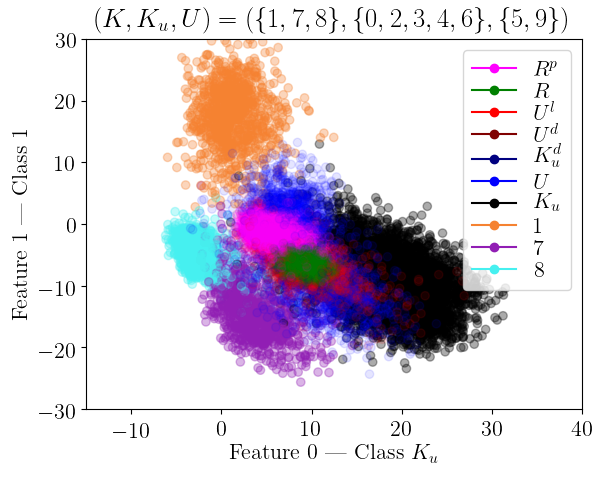 (K, K_u, U) = ({1, 7, 8}, {0, 2, 3, 4, 6}, {5, 9})
30
20
10
0
−10
−20
−30
Feature 1 — Class 1
R^p
R
U^l
U^d
K_u^d
U
K_u
1
7
8
−10 0 10 20 30 40
Feature 0 — Class K_u